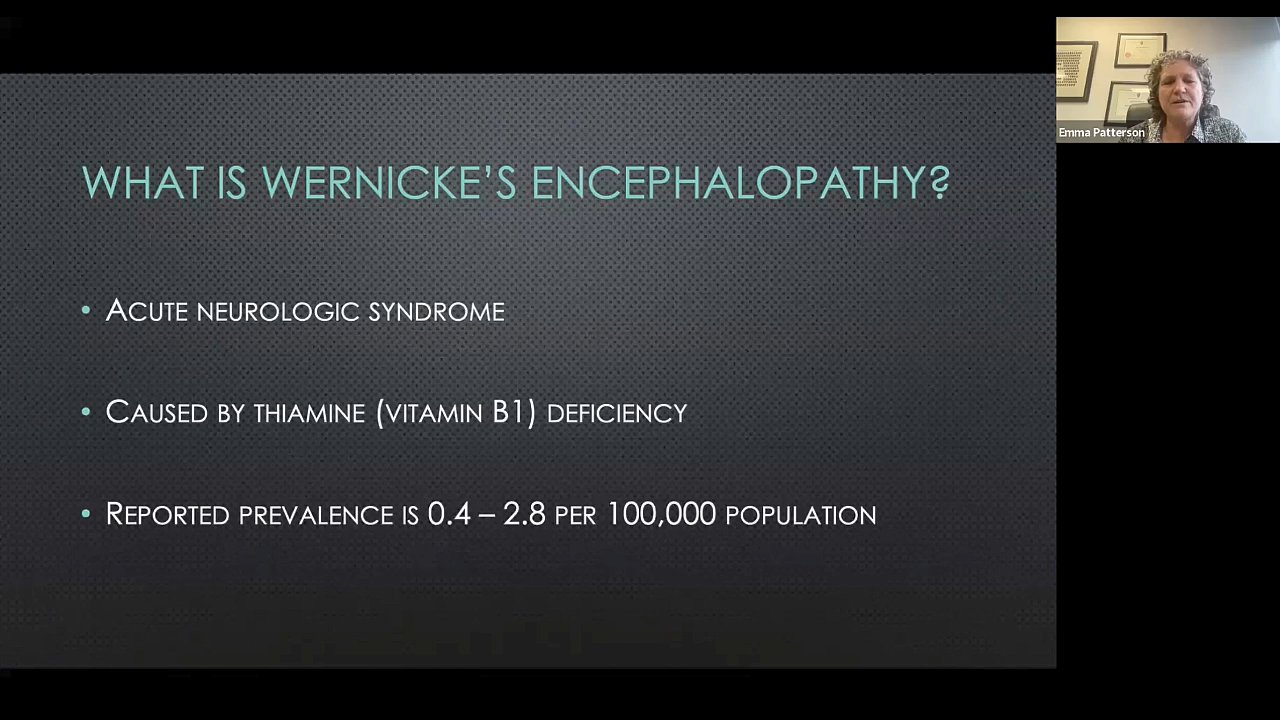 WHAT IS WERNICKE'S ENCEPHALOPATHY?
• ACUTE NEUROLOGIC SYNDROME
• CAUSED BY THIAMINE (VITAMIN B1) DEFICIENCY
• REPORTED PREVALENCE IS 0.4 – 2.8 PER 100,000 POPULATION
Emma Patterson